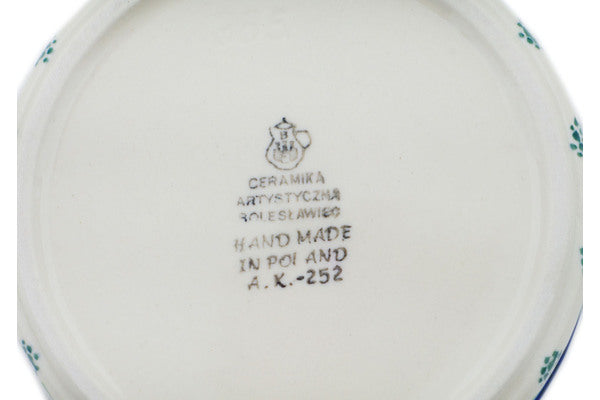 CERAMIKA
ARTYSTYCZNA
BOLESŁAWIEC
HAND MADE
IN POLAND
A.K.-252